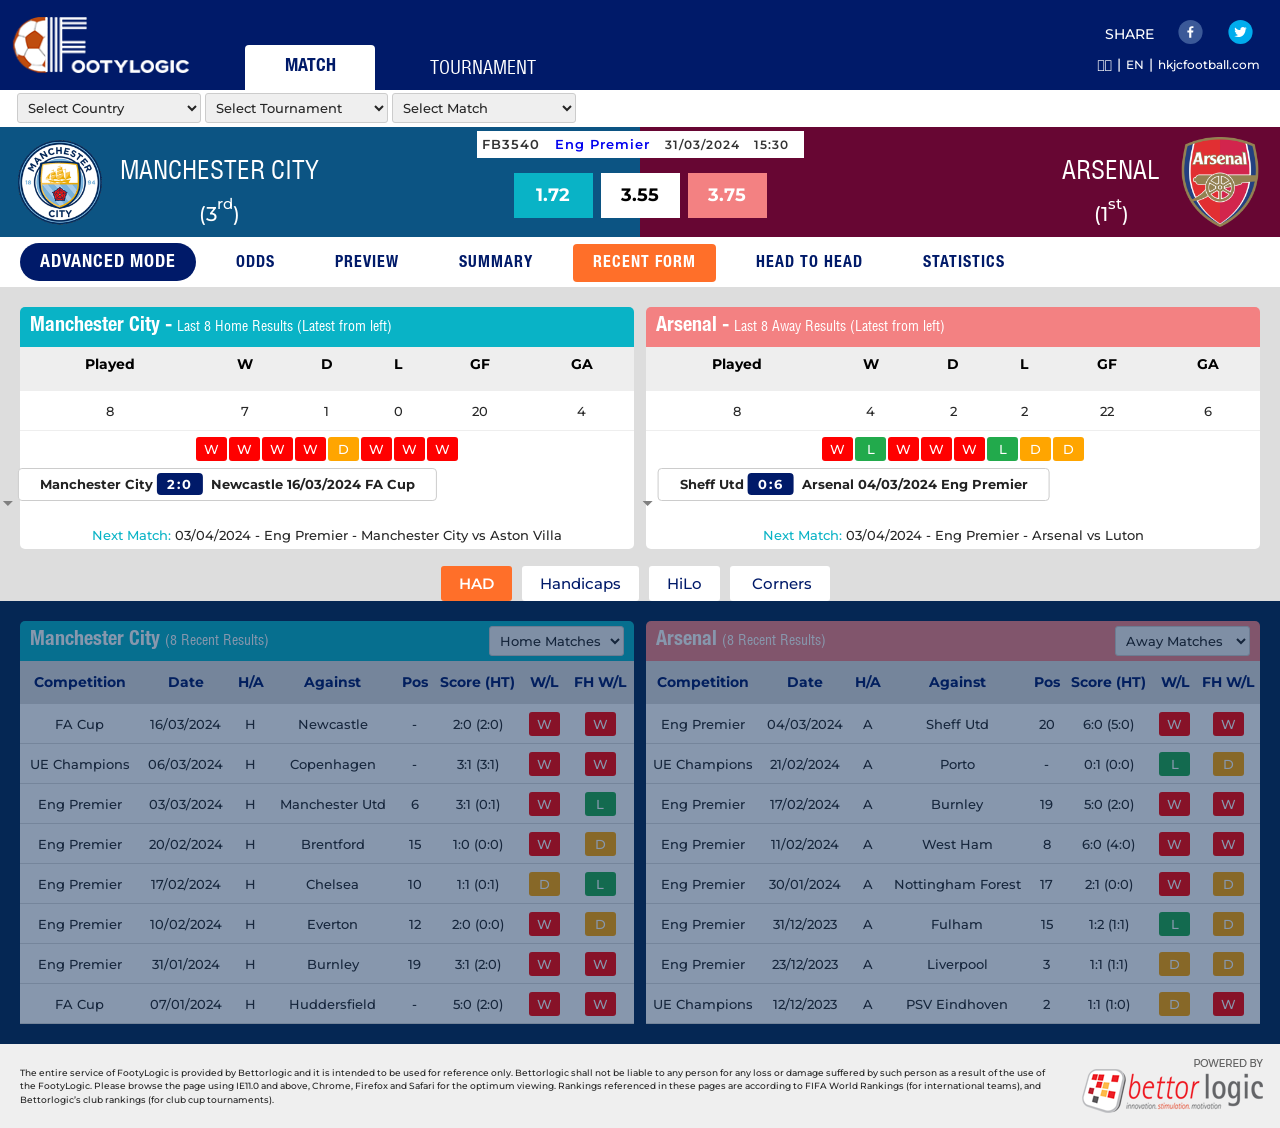 FOOTYLOGIC
MATCH
TOURNAMENT
SHARE
| EN | hkjcfootball.com
Select Country
Select Tournament
Select Match
FB3540 Eng Premier 31/03/2024 15:30
MANCHESTER CITY
(3rd)
1.72
3.55
3.75
ARSENAL
(1st)
ADVANCED MODE
ODDS
PREVIEW
SUMMARY
RECENT FORM
HEAD TO HEAD
STATISTICS
Manchester City - Last 8 Home Results (Latest from left)
Played W D L GF GA
8 7 1 0 20 4
W W W W D W W W
Manchester City 2:0 Newcastle 16/03/2024 FA Cup
Next Match: 03/04/2024 - Eng Premier - Manchester City vs Aston Villa
Arsenal - Last 8 Away Results (Latest from left)
Played W D L GF GA
8 4 2 2 22 6
W L W W W L D D
Sheff Utd 0:6 Arsenal 04/03/2024 Eng Premier
Next Match: 03/04/2024 - Eng Premier - Arsenal vs Luton
HAD
Handicaps
HiLo
Corners
Manchester City (8 Recent Results) Home Matches
Competition Date H/A Against Pos Score (HT) W/L FH W/L
FA Cup 16/03/2024 H Newcastle - 2:0 (2:0) W W
UE Champions 06/03/2024 H Copenhagen - 3:1 (3:1) W W
Eng Premier 03/03/2024 H Manchester Utd 6 3:1 (0:1) W L
Eng Premier 20/02/2024 H Brentford 15 1:0 (0:0) W D
Eng Premier 17/02/2024 H Chelsea 10 1:1 (0:1) D L
Eng Premier 10/02/2024 H Everton 12 2:0 (0:0) W D
Eng Premier 31/01/2024 H Burnley 19 3:1 (2:0) W W
FA Cup 07/01/2024 H Huddersfield - 5:0 (2:0) W W
Arsenal (8 Recent Results) Away Matches
Competition Date H/A Against Pos Score (HT) W/L FH W/L
Eng Premier 04/03/2024 A Sheff Utd 20 6:0 (5:0) W W
UE Champions 21/02/2024 A Porto - 0:1 (0:0) L D
Eng Premier 17/02/2024 A Burnley 19 5:0 (2:0) W W
Eng Premier 11/02/2024 A West Ham 8 6:0 (4:0) W W
Eng Premier 30/01/2024 A Nottingham Forest 17 2:1 (0:0) W D
Eng Premier 31/12/2023 A Fulham 15 1:2 (1:1) L D
Eng Premier 23/12/2023 A Liverpool 3 1:1 (1:1) D D
UE Champions 12/12/2023 A PSV Eindhoven 2 1:1 (1:0) D W
The entire service of FootyLogic is provided by Bettorlogic and it is intended to be used for reference only. Bettorlogic shall not be liable to any person for any loss or damage suffered by such person as a result of the use of
the FootyLogic. Please browse the page using IE11.0 and above, Chrome, Firefox and Safari for the optimum viewing. Rankings referenced in these pages are according to FIFA World Rankings (for international teams), and
Bettorlogic's club rankings (for club cup tournaments).
POWERED BY
bettor logic
innovation.stimulation.motivation